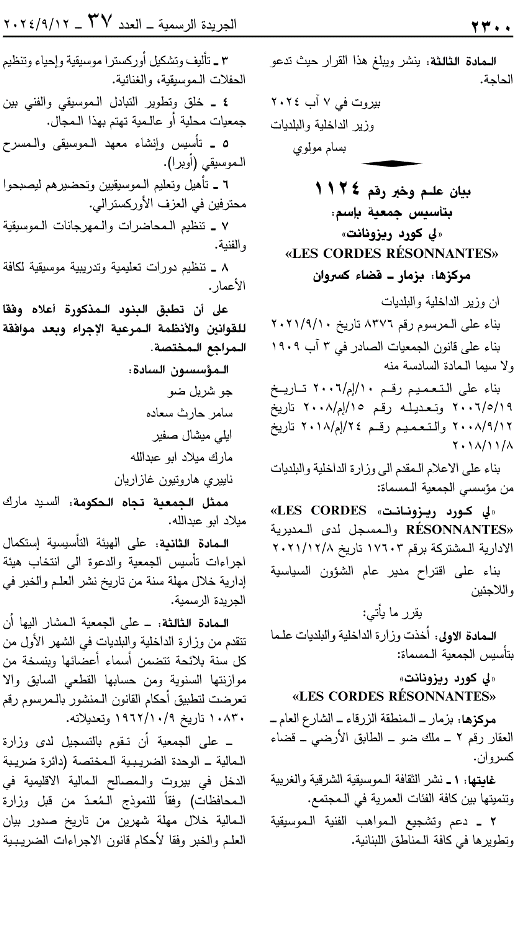 ٢٣٠٠
الجريدة الرسمية ـ العدد ٣٧ ـ ٢٠٢٤/٩/١٢
المادة الثالثة: ينشر ويبلغ هذا القرار حيث تدعو
الحاجة.
بيروت في ٧ آب ٢٠٢٤
وزير الداخلية والبلديات
بسام مولوي
بيان علم وخبر رقم ١١٢٤
بتأسيس جمعية بإسم:
«لي كورد ريزونانت»
«LES CORDES RÉSONNANTES»
مركزها: بزمار ـ قضاء كسروان
ان وزير الداخلية والبلديات
بناء على المرسوم رقم ٨٣٧٦ تاريخ ٢٠٢١/٩/١٠
بناء على قانون الجمعيات الصادر في ٣ آب ١٩٠٩
ولا سيما المادة السادسة منه
بناء على التعميم رقم ١٠/إم/٢٠٠٦ تاريخ
٢٠٠٦/٥/١٩ وتعديله رقم ١٥/إم/٢٠٠٨ تاريخ
٢٠٠٨/٩/١٢ والتعميم رقم ٢٤/إم/٢٠١٨ تاريخ
٢٠١٨/١١/٨
بناء على الاعلام المقدم الى وزارة الداخلية والبلديات
من مؤسسي الجمعية المسماة:
«لي كورد ريزونانت» «LES CORDES
RÉSONNANTES» والمسجل لدى المديرية
الادارية المشتركة برقم ١٧٦٠٣ تاريخ ٢٠٢١/١٢/٨
بناء على اقتراح مدير عام الشؤون السياسية
واللاجئين
يقرر ما يأتي:
المادة الاولى: أخذت وزارة الداخلية والبلديات علما
بتأسيس الجمعية المسماة:
«لي كورد ريزونانت»
«LES CORDES RÉSONNANTES»
مركزها: بزمار ـ المنطقة الزرقاء ـ الشارع العام ـ
العقار رقم ٢ ـ ملك ضو ـ الطابق الأرضي ـ قضاء
كسروان.
غايتها: ١ ـ نشر الثقافة الموسيقية الشرقية والغربية
وتنميتها بين كافة الفئات العمرية في المجتمع.
٢ ـ دعم وتشجيع المواهب الفنية الموسيقية
وتطويرها في كافة المناطق اللبنانية.
٣ ـ تأليف وتشكيل أوركسترا موسيقية وإحياء وتنظيم
الحفلات الموسيقية، والغنائية.
٤ ـ خلق وتطوير التبادل الموسيقي والفني بين
جمعيات محلية أو عالمية تهتم بهذا المجال.
٥ ـ تأسيس وإنشاء معهد الموسيقى والمسرح
الموسيقي (أوبرا).
٦ ـ تأهيل وتعليم الموسيقيين وتحضيرهم ليصبحوا
محترفين في العزف الأوركسترالي.
٧ ـ تنظيم المحاضرات والمهرجانات الموسيقية
والفنية.
٨ ـ تنظيم دورات تعليمية وتدريبية موسيقية لكافة
الأعمار.
على أن تطبق البنود المذكورة أعلاه وفقا
للقوانين والأنظمة المرعية الإجراء وبعد موافقة
المراجع المختصة.
المؤسسون السادة:
جو شربل ضو
سامر حارث سعاده
ايلي ميشال صفير
مارك ميلاد ابو عبدالله
نايري هاروتيون غازاريان
ممثل الجمعية تجاه الحكومة: السيد مارك
ميلاد ابو عبدالله.
المادة الثانية: على الهيئة التأسيسية إستكمال
اجراءات تأسيس الجمعية والدعوة الى انتخاب هيئة
إدارية خلال مهلة سنة من تاريخ نشر العلم والخبر في
الجريدة الرسمية.
المادة الثالثة: ـ على الجمعية المشار اليها أن
تتقدم من وزارة الداخلية والبلديات في الشهر الأول من
كل سنة بلائحة تتضمن أسماء أعضائها وبنسخة من
موازنتها السنوية ومن حسابها القطعي السابق والا
تعرضت لتطبيق أحكام القانون المنشور بالمرسوم رقم
١٠٨٣٠ تاريخ ١٩٦٢/١٠/٩ وتعديلاته.
ـ على الجمعية أن تقوم بالتسجيل لدى وزارة
المالية ـ الوحدة الضريبية المختصة (دائرة ضريبة
الدخل في بيروت والمصالح المالية الاقليمية في
المحافظات) وفقاً للنموذج المُعدّ من قبل وزارة
المالية خلال مهلة شهرين من تاريخ صدور بيان
العلم والخبر وفقا لأحكام قانون الاجراءات الضريبية